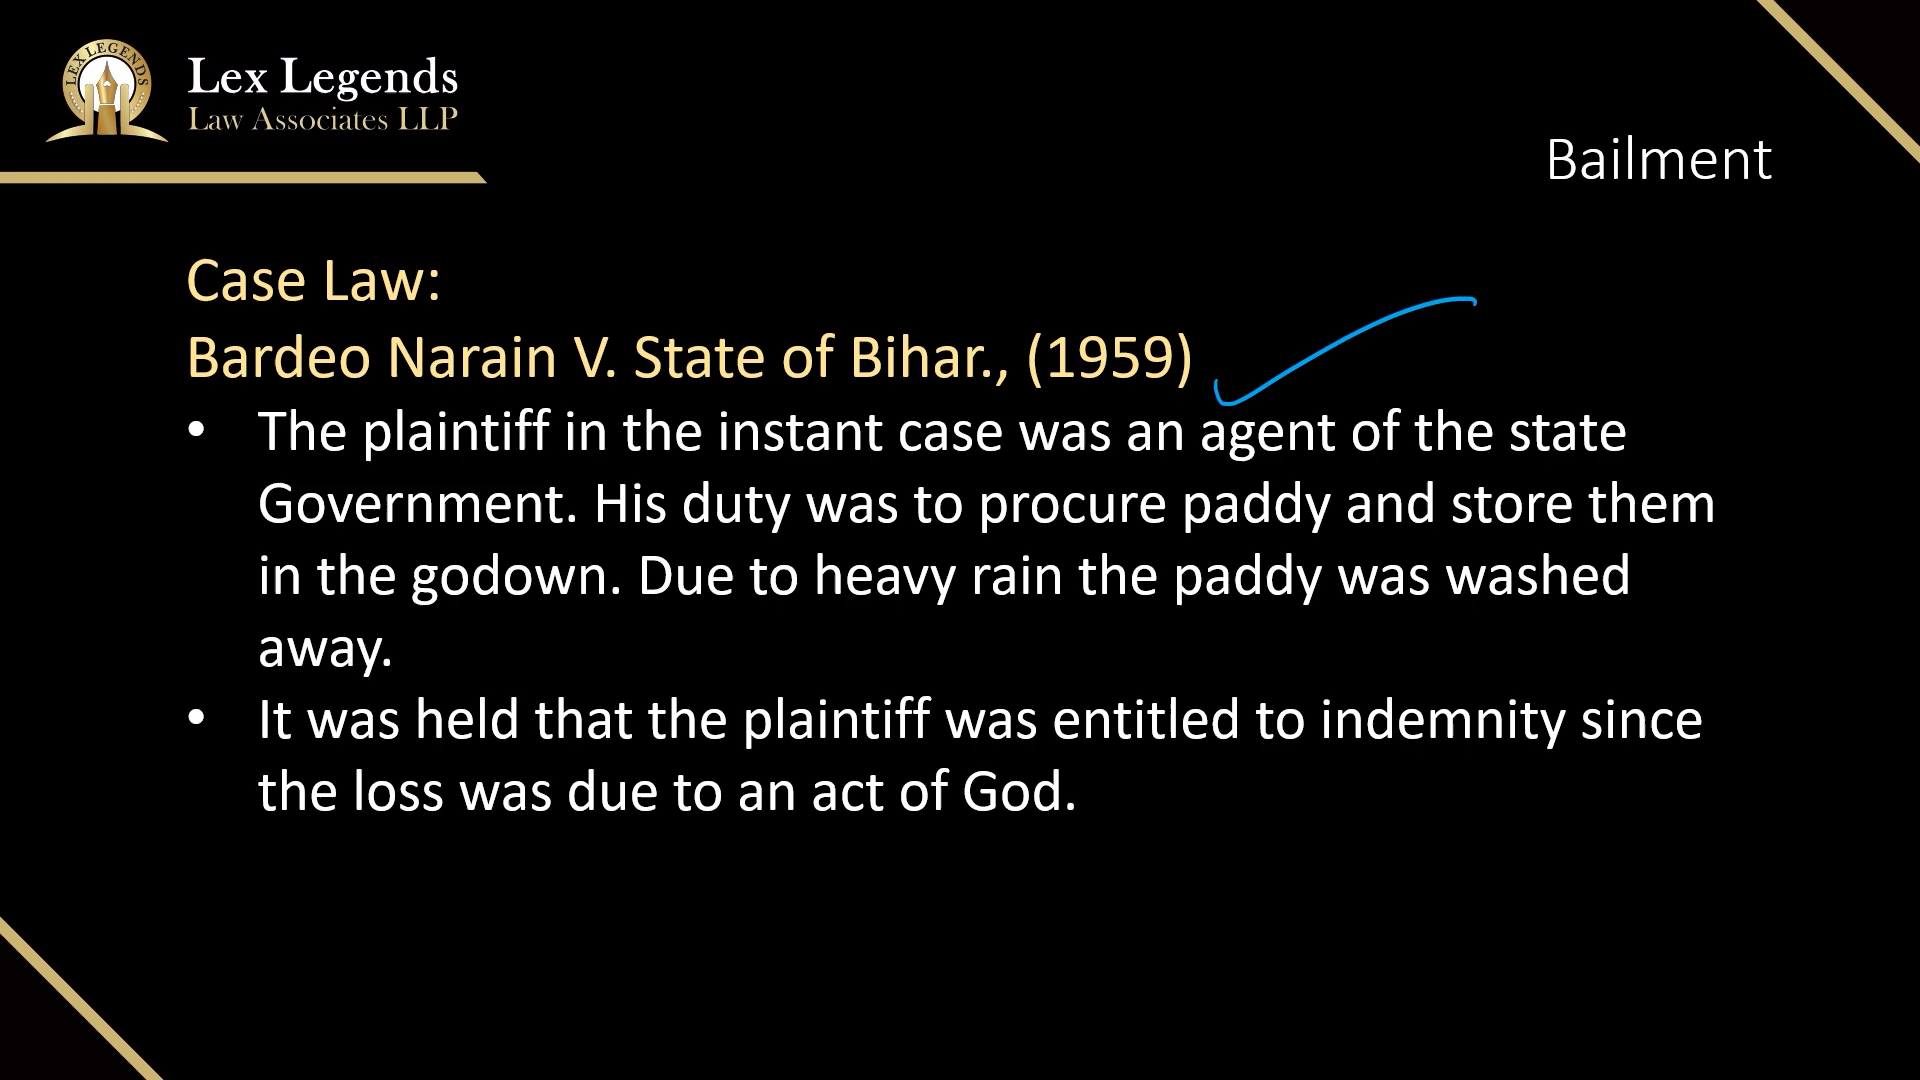 LEX LEGENDS
Lex Legends
Law Associates LLP
Bailment
Case Law:
Bardeo Narain V. State of Bihar., (1959)
• The plaintiff in the instant case was an agent of the state
Government. His duty was to procure paddy and store them
in the godown. Due to heavy rain the paddy was washed
away.
• It was held that the plaintiff was entitled to indemnity since
the loss was due to an act of God.